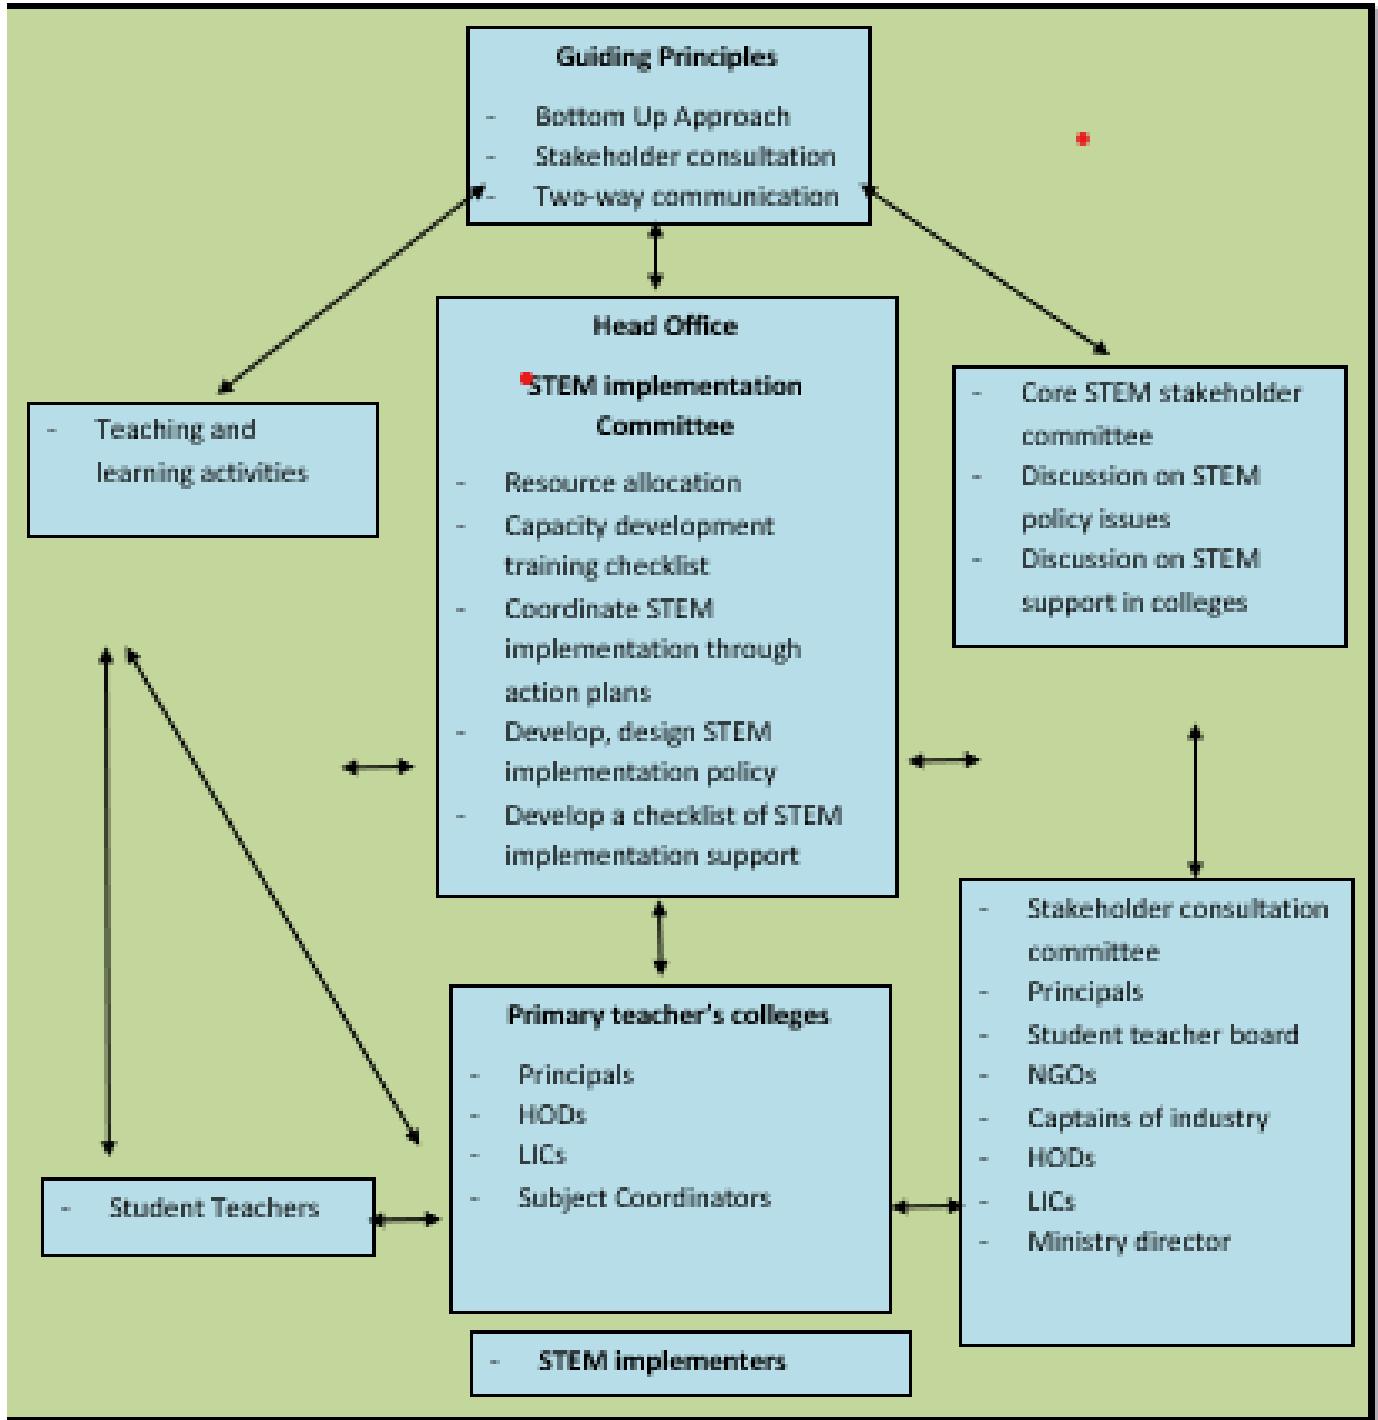 Guiding Principles
- Bottom Up Approach
- Stakeholder consultation
- Two-way communication
Head Office
STEM implementation
Committee
- Resource allocation
- Capacity development
training checklist
- Coordinate STEM
implementation through
action plans
- Develop, design STEM
implementation policy
- Develop a checklist of STEM
implementation support
- Teaching and
learning activities
- Core STEM stakeholder
committee
- Discussion on STEM
policy issues
- Discussion on STEM
support in colleges
Primary teacher's colleges
- Principals
- HODs
- LICs
- Subject Coordinators
- Stakeholder consultation
committee
- Principals
- Student teacher board
- NGOs
- Captains of industry
- HODs
- LICs
- Ministry director
- Student Teachers
- STEM implementers